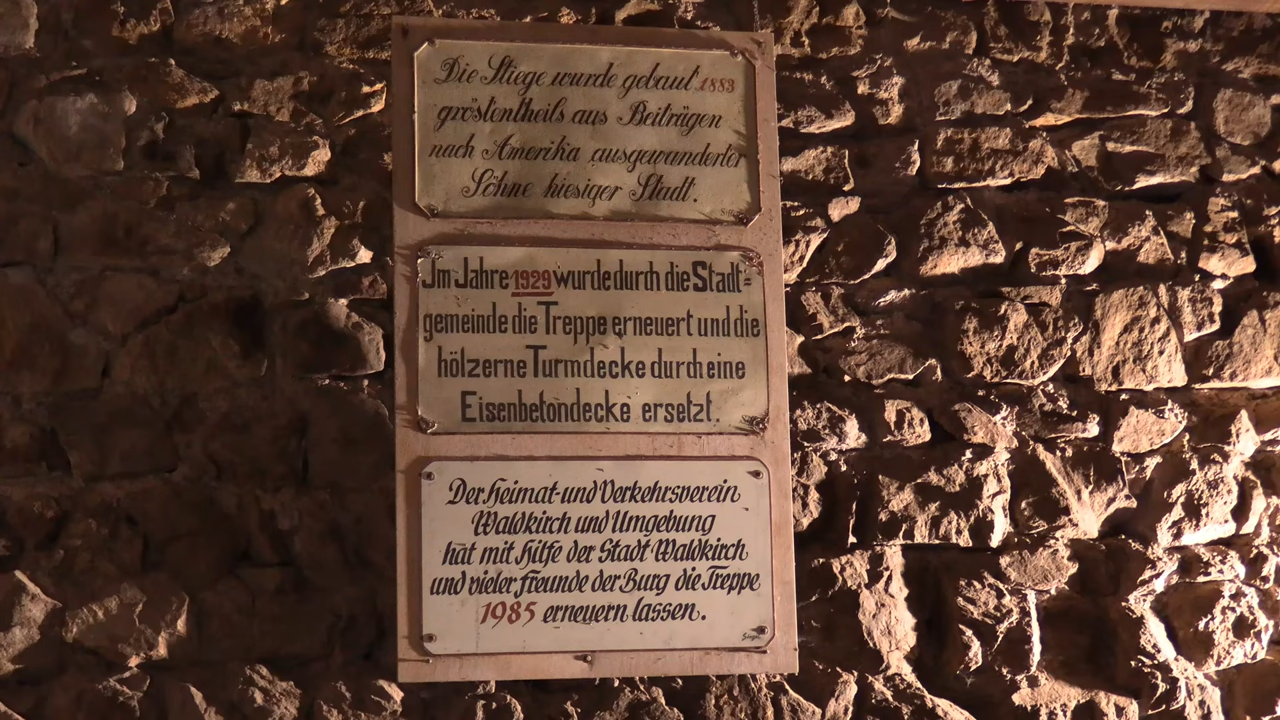 Die Stiege wurde gebaut 1883
gröstentheils aus Beiträgen
nach Amerika ausgewanderter
Söhne hiesiger Stadt.
Im Jahre 1929 wurde durch die Stadt=
gemeinde die Treppe erneuert und die
hölzerne Turmdecke durch eine
Eisenbetondecke ersetzt.
Der Heimat-und Verkehrsverein
Waldkirch und Umgebung
hat mit Hilfe der Stadt Waldkirch
und vieler Freunde der Burg die Treppe
1985 erneuern lassen.